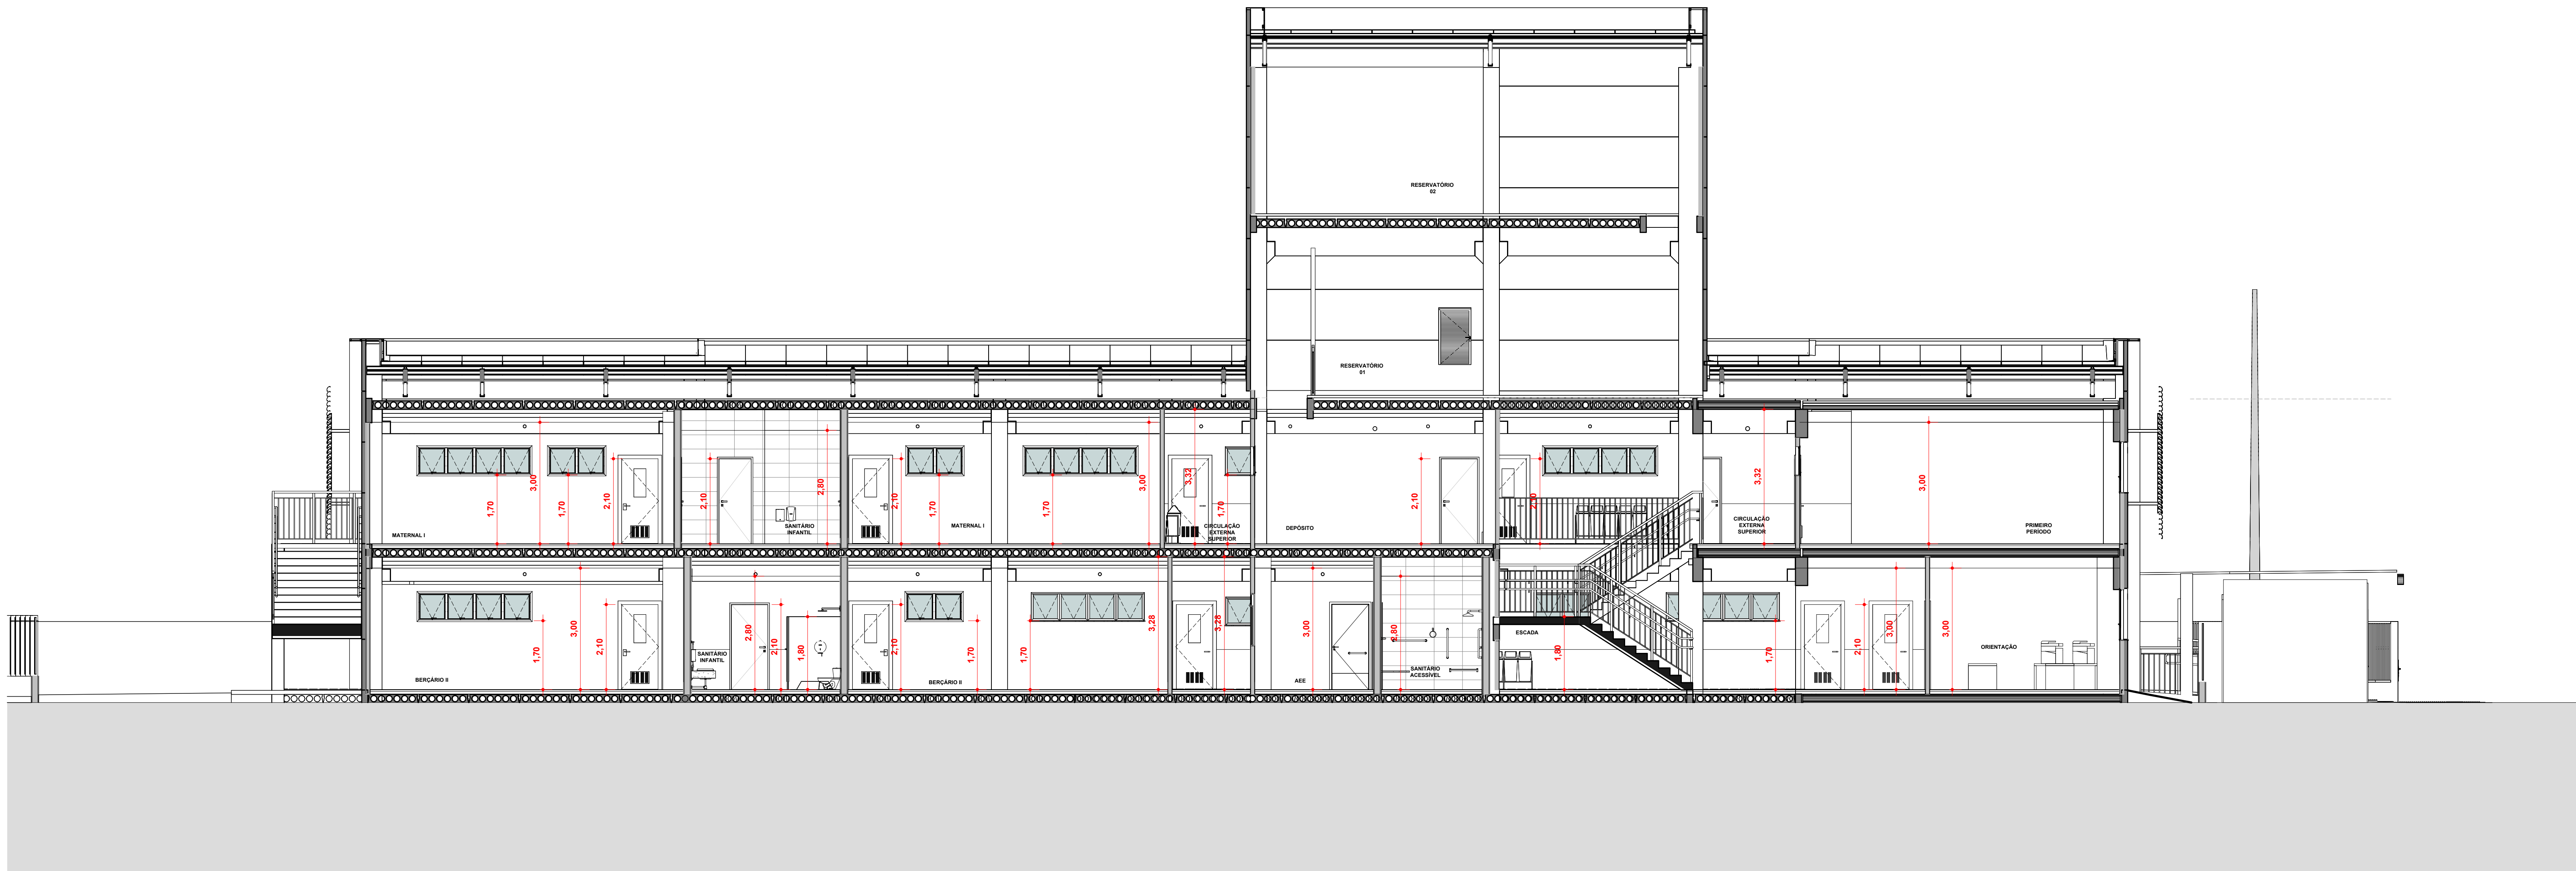 RESERVATÓRIO
02
RESERVATÓRIO
01
1,70
3,00
1,70
2,10
2,10
2,80
2,10
1,70
1,70
3,00
3,32
1,70
2,10
2,10
3,32
3,00
MATERNAL I
SANITÁRIO
INFANTIL
MATERNAL I
CIRCULAÇÃO
EXTERNA
SUPERIOR
DEPÓSITO
CIRCULAÇÃO
EXTERNA
SUPERIOR
PRIMEIRO
PERÍODO
1,70
3,00
2,10
2,80
2,10
1,80
2,10
1,70
1,70
3,28
3,28
3,00
2,80
1,80
1,70
2,10
3,00
3,00
BERÇÁRIO II
SANITÁRIO
INFANTIL
BERÇÁRIO II
AEE
SANITÁRIO
ACESSÍVEL
ESCADA
ORIENTAÇÃO